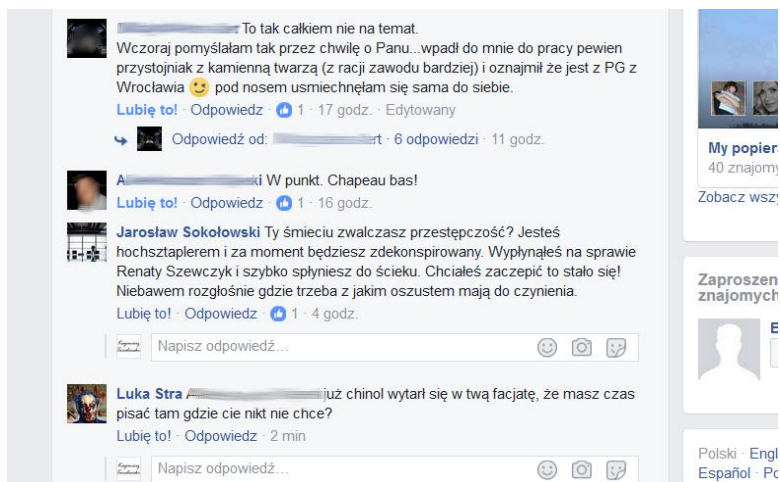 To tak całkiem nie na temat.
Wczoraj pomyślałam tak przez chwilę o Panu...wpadł do mnie do pracy pewien
przystojniak z kamienną twarzą (z racji zawodu bardziej) i oznajmił że jest z PG z
Wrocławia 😉 pod nosem usmiechnęłam się sama do siebie.
Lubię to! · Odpowiedz · 1 · 17 godz. · Edytowany
Odpowiedź od: rt · 6 odpowiedzi · 11 godz.
A ki W punkt. Chapeau bas!
Lubię to! · Odpowiedz · 1 · 16 godz.
Jarosław Sokołowski Ty śmieciu zwalczasz przestępczość? Jesteś
hochsztaplerem i za moment będziesz zdekonspirowany. Wypłynąłeś na sprawie
Renaty Szewczyk i szybko spłyniesz do ścieku. Chciałeś zaczepić to stało się!
Niebawem rozgłośnie gdzie trzeba z jakim oszustem mają do czynienia.
Lubię to! · Odpowiedz · 1 · 4 godz.
Napisz odpowiedź...
Luka Stra już chinol wytarł się w twą facjatę, że masz czas
pisać tam gdzie cie nikt nie chce?
Lubię to! · Odpowiedz · 2 min
Napisz odpowiedź...
My popier
40 znajomy
Zobacz wszy
Zaproszen
znajomych
Polski · Engl
Español · Po